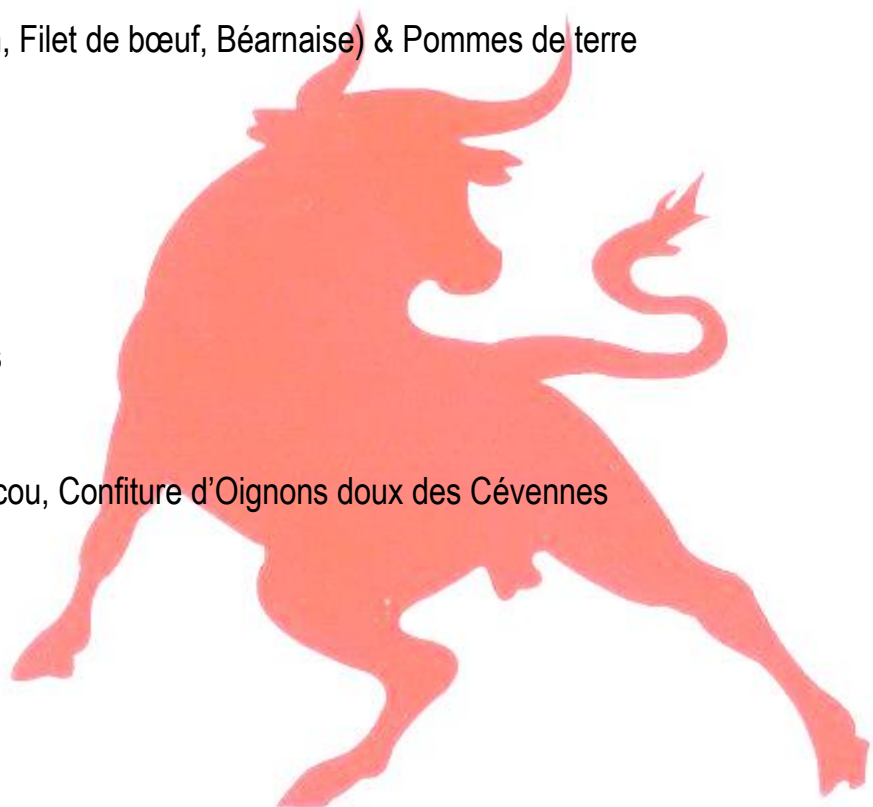 , Filet de bœuf, Béarnaise) & Pommes de terre
s
cou, Confiture d’Oignons doux des Cévennes